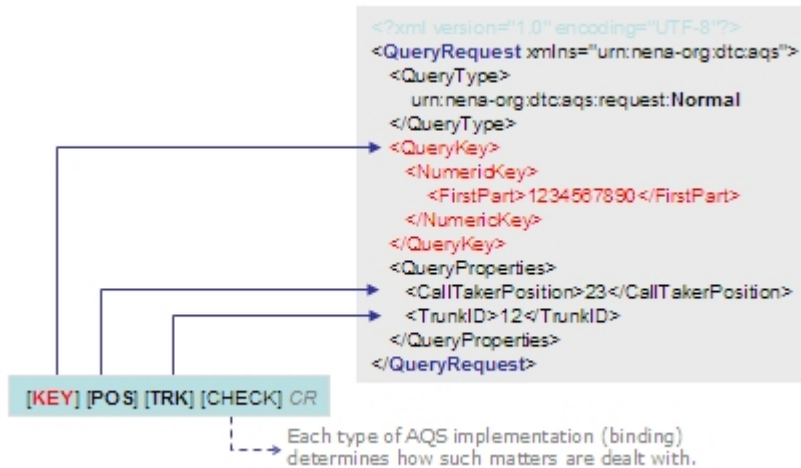 <?xml version="1.0" encoding="UTF-8"?>
<QueryRequest xmlns="urn:nena-org:dtc:aqs">
<QueryType>
urn:nena-org:dtc:aqs:request:Normal
</QueryType>
<QueryKey>
<NumericKey>
<FirstPart>1234567890</FirstPart>
</NumericKey>
</QueryKey>
<QueryProperties>
<CallTakerPosition>23</CallTakerPosition>
<TrunkID>12</TrunkID>
</QueryProperties>
</QueryRequest>
[KEY] [POS] [TRK] [CHECK] CR
Each type of AQS implementation (binding)
determines how such matters are dealt with.